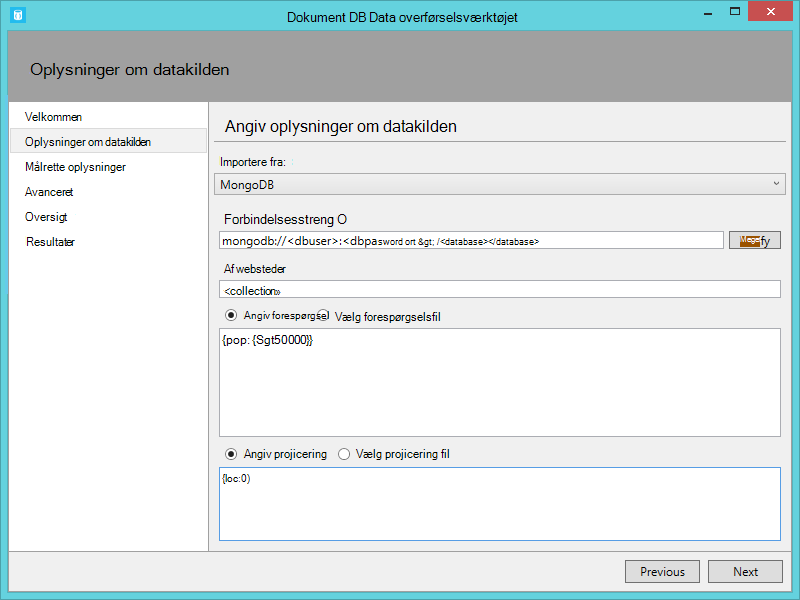 Dokument DB Data overførselsværktøjet
Oplysninger om datakilden
Velkommen
Oplysninger om datakilden
Målrette oplysninger
Avanceret
Oversigt
Resultater
Angiv oplysninger om datakilden
Importere fra:
MongoDB
Forbindelsesstreng O
mongodb://<dbuser>:<dbpasword ort &gt; /<database></database>
fy
Af websteder
<collection»
Angiv forespørgsel Vælg forespørgselsfil
{pop: {Sgt50000}}
Angiv projicering Vælg projicering fil
{loc:0)
Previous Next